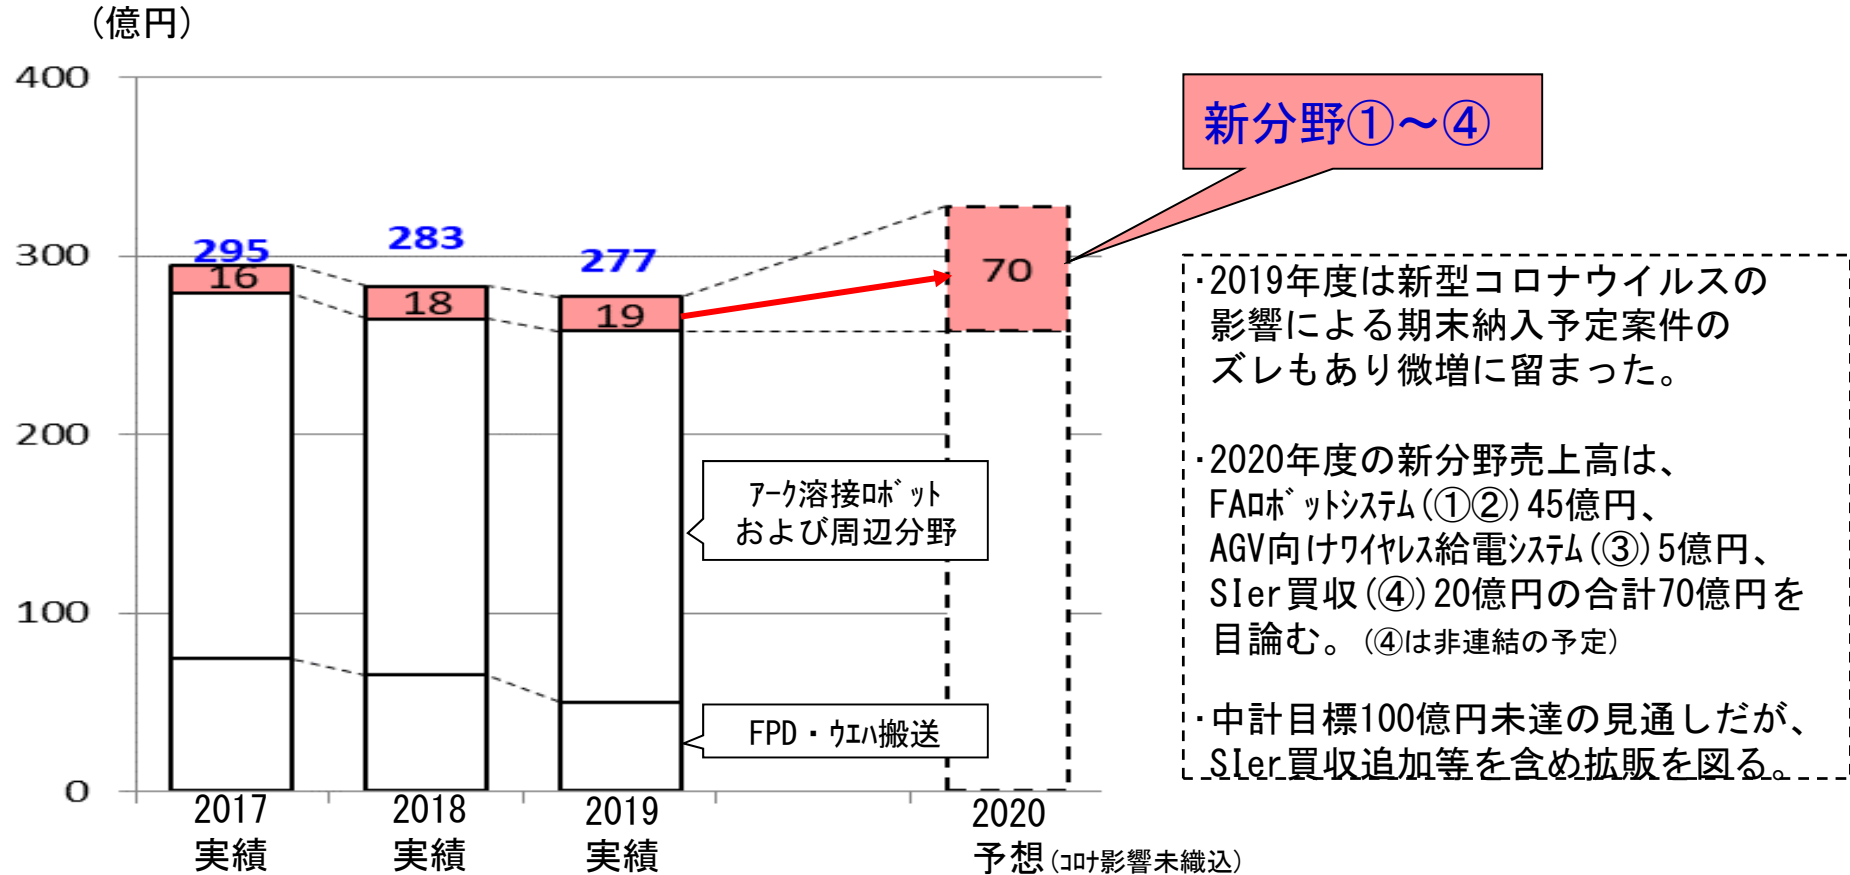 (億円)
400
300
200
100
0
295
16
283
18
277
19
70
新分野①～④
ｱｰｸ溶接ﾛﾎﾞｯﾄ
および周辺分野
FPD・ｳｴﾊ搬送
2017
実績
2018
実績
2019
実績
2020
予想(ｺﾛﾅ影響未織込)
･2019年度は新型コロナウイルスの
影響による期末納入予定案件の
ズレもあり微増に留まった。
･2020年度の新分野売上高は、
FAﾛﾎﾞｯﾄｼｽﾃﾑ(①②)45億円、
AGV向けﾜｲﾔﾚｽ給電ｼｽﾃﾑ(③)5億円、
SIer買収(④)20億円の合計70億円を
目論む。(④は非連結の予定)
･中計目標100億円未達の見通しだが、
SIer買収追加等を含め拡販を図る。